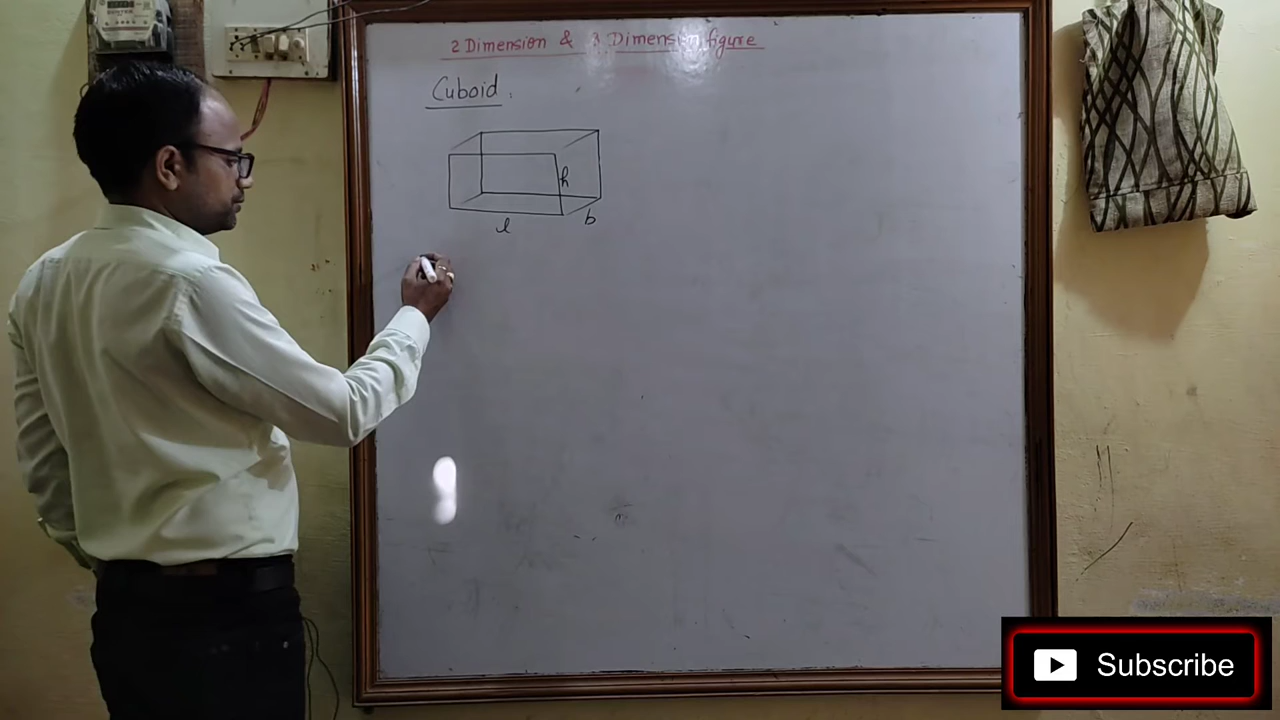 2 Dimension & 3 Dimension figure
Cuboid.
h
l
b
Subscribe